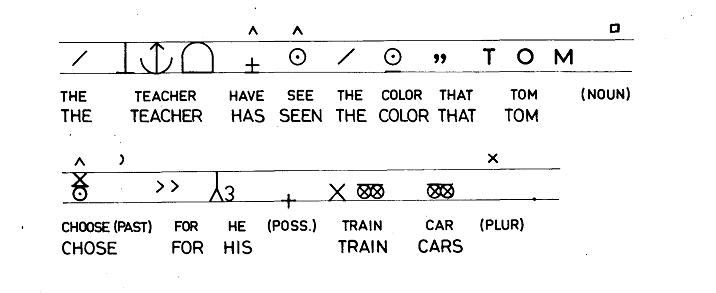 T O M
THE TEACHER HAVE SEE THE COLOR THAT TOM (NOUN)
THE TEACHER HAS SEEN THE COLOR THAT TOM
3
CHOOSE (PAST) FOR HE (POSS.) TRAIN CAR (PLUR)
CHOSE FOR HIS TRAIN CARS